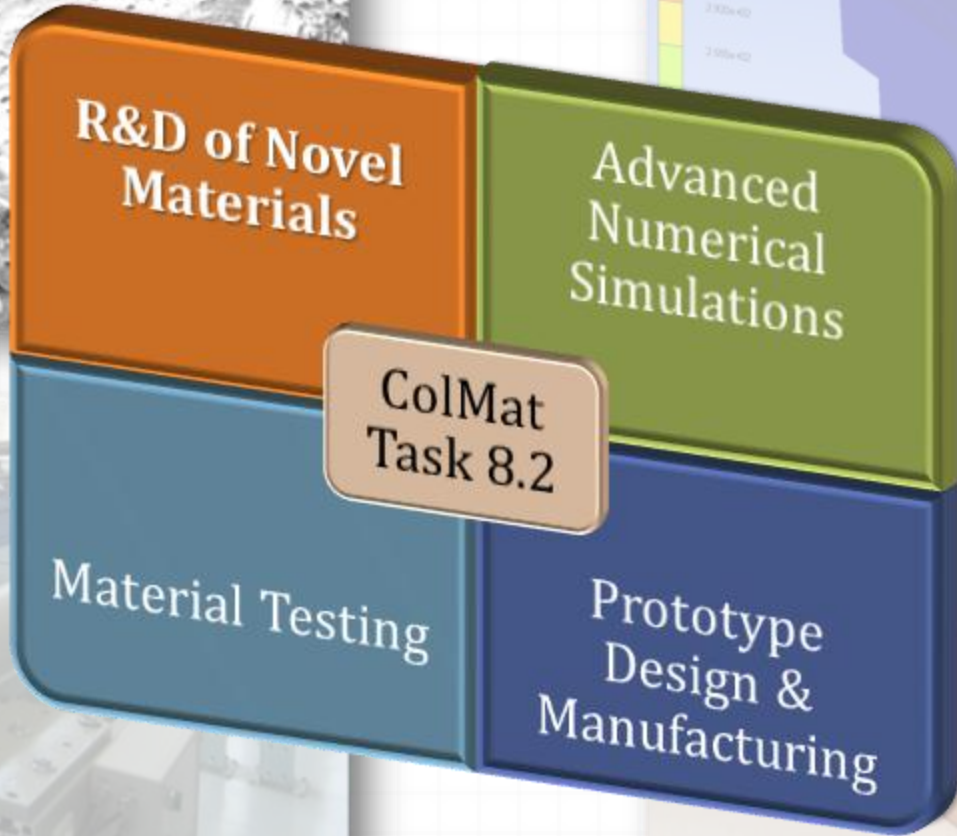 R&D of Novel
Materials
Advanced
Numerical
Simulations
ColMat
Task 8.2
Material Testing
Prototype
Design &
Manufacturing